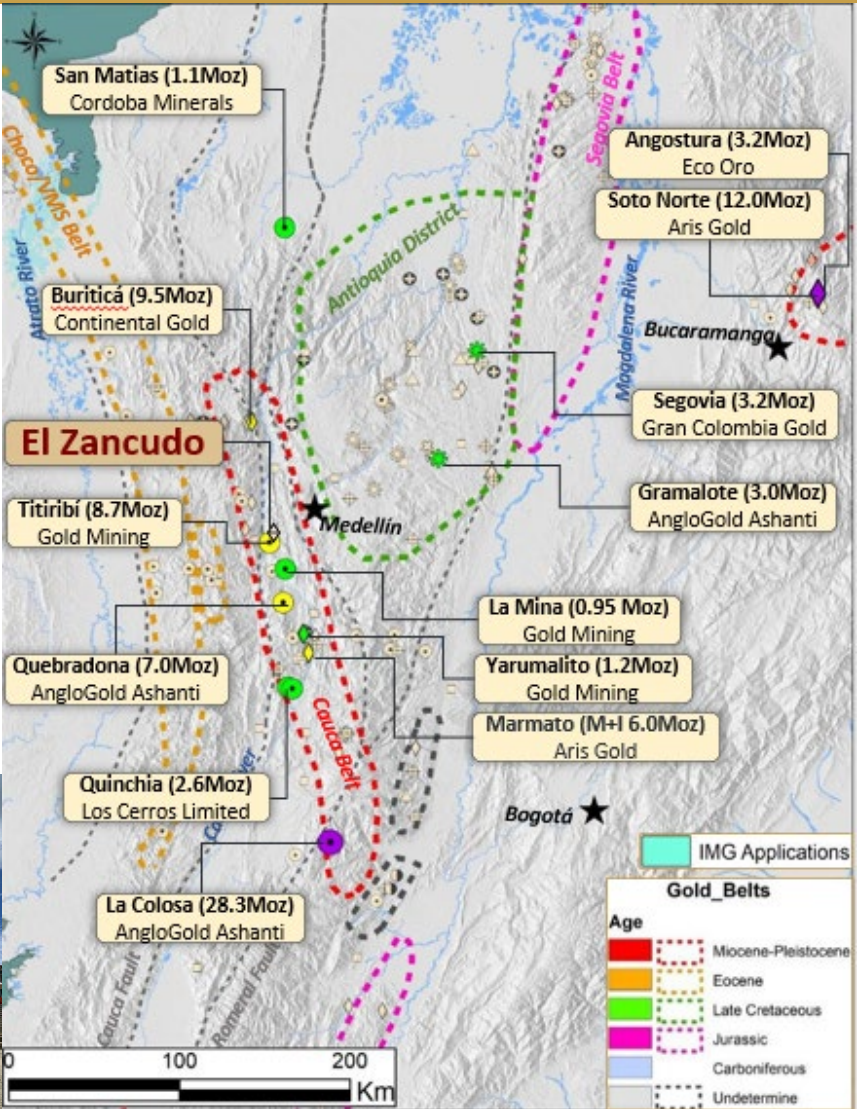 San Matias (1.1Moz)
Cordoba Minerals
Choco/VMS Belt
Segovia Belt
Angostura (3.2Moz)
Eco Oro
Soto Norte (12.0Moz)
Aris Gold
Antioquia District
Atrato River
Buriticá (9.5Moz)
Continental Gold
Magdalena River
Bucaramanga
El Zancudo
Segovia (3.2Moz)
Gran Colombia Gold
Titiribí (8.7Moz)
Gold Mining
Medellín
Gramalote (3.0Moz)
AngloGold Ashanti
La Mina (0.95 Moz)
Gold Mining
Quebradona (7.0Moz)
AngloGold Ashanti
Yarumalito (1.2Moz)
Gold Mining
Cauca Belt
Marmato (M+I 6.0Moz)
Aris Gold
Quinchia (2.6Moz)
Los Cerros Limited
Bogotá
La Colosa (28.3Moz)
AngloGold Ashanti
Cauca Fault
Romeral Fault
IMG Applications
Gold_Belts
Age
Miocene-Pleistocene
Eocene
Late Cretaceous
Jurassic
Carboniferous
Undetermine
0 100 200
Km